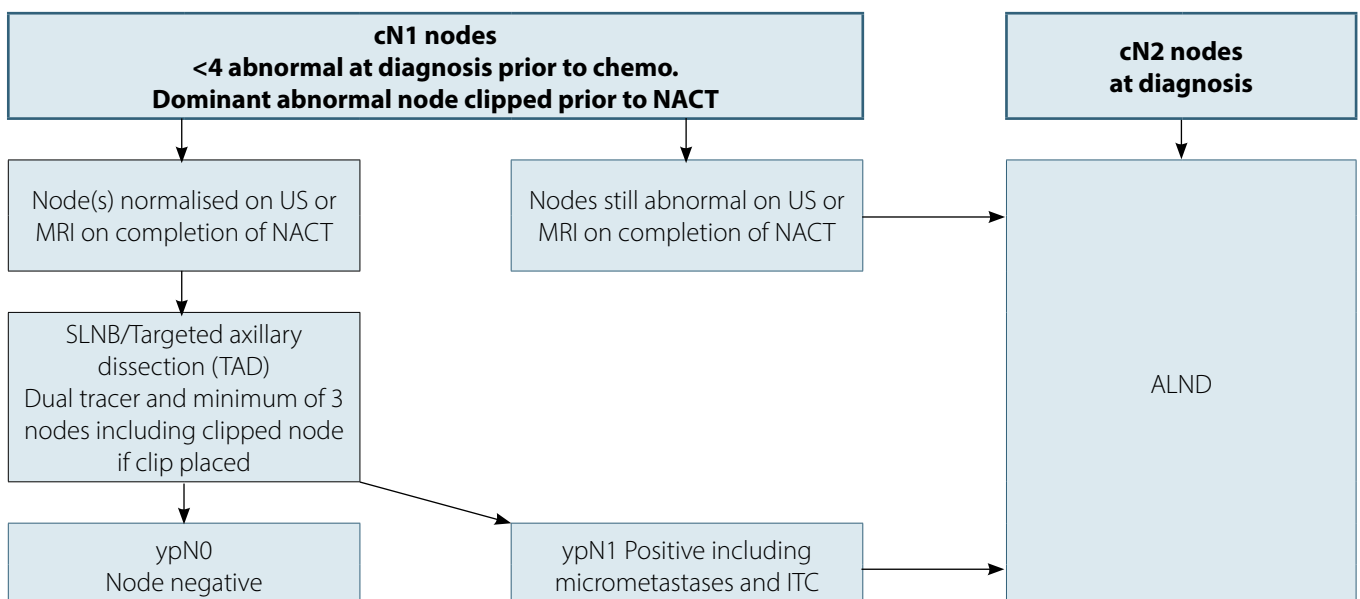 cN1 nodes
<4 abnormal at diagnosis prior to chemo.
Dominant abnormal node clipped prior to NACT
cN2 nodes
at diagnosis
Node(s) normalised on US or
MRI on completion of NACT
Nodes still abnormal on US or
MRI on completion of NACT
SLNB/Targeted axillary
dissection (TAD)
Dual tracer and minimum of 3
nodes including clipped node
if clip placed
ALND
ypN0
Node negative
ypN1 Positive including
micrometastases and ITC